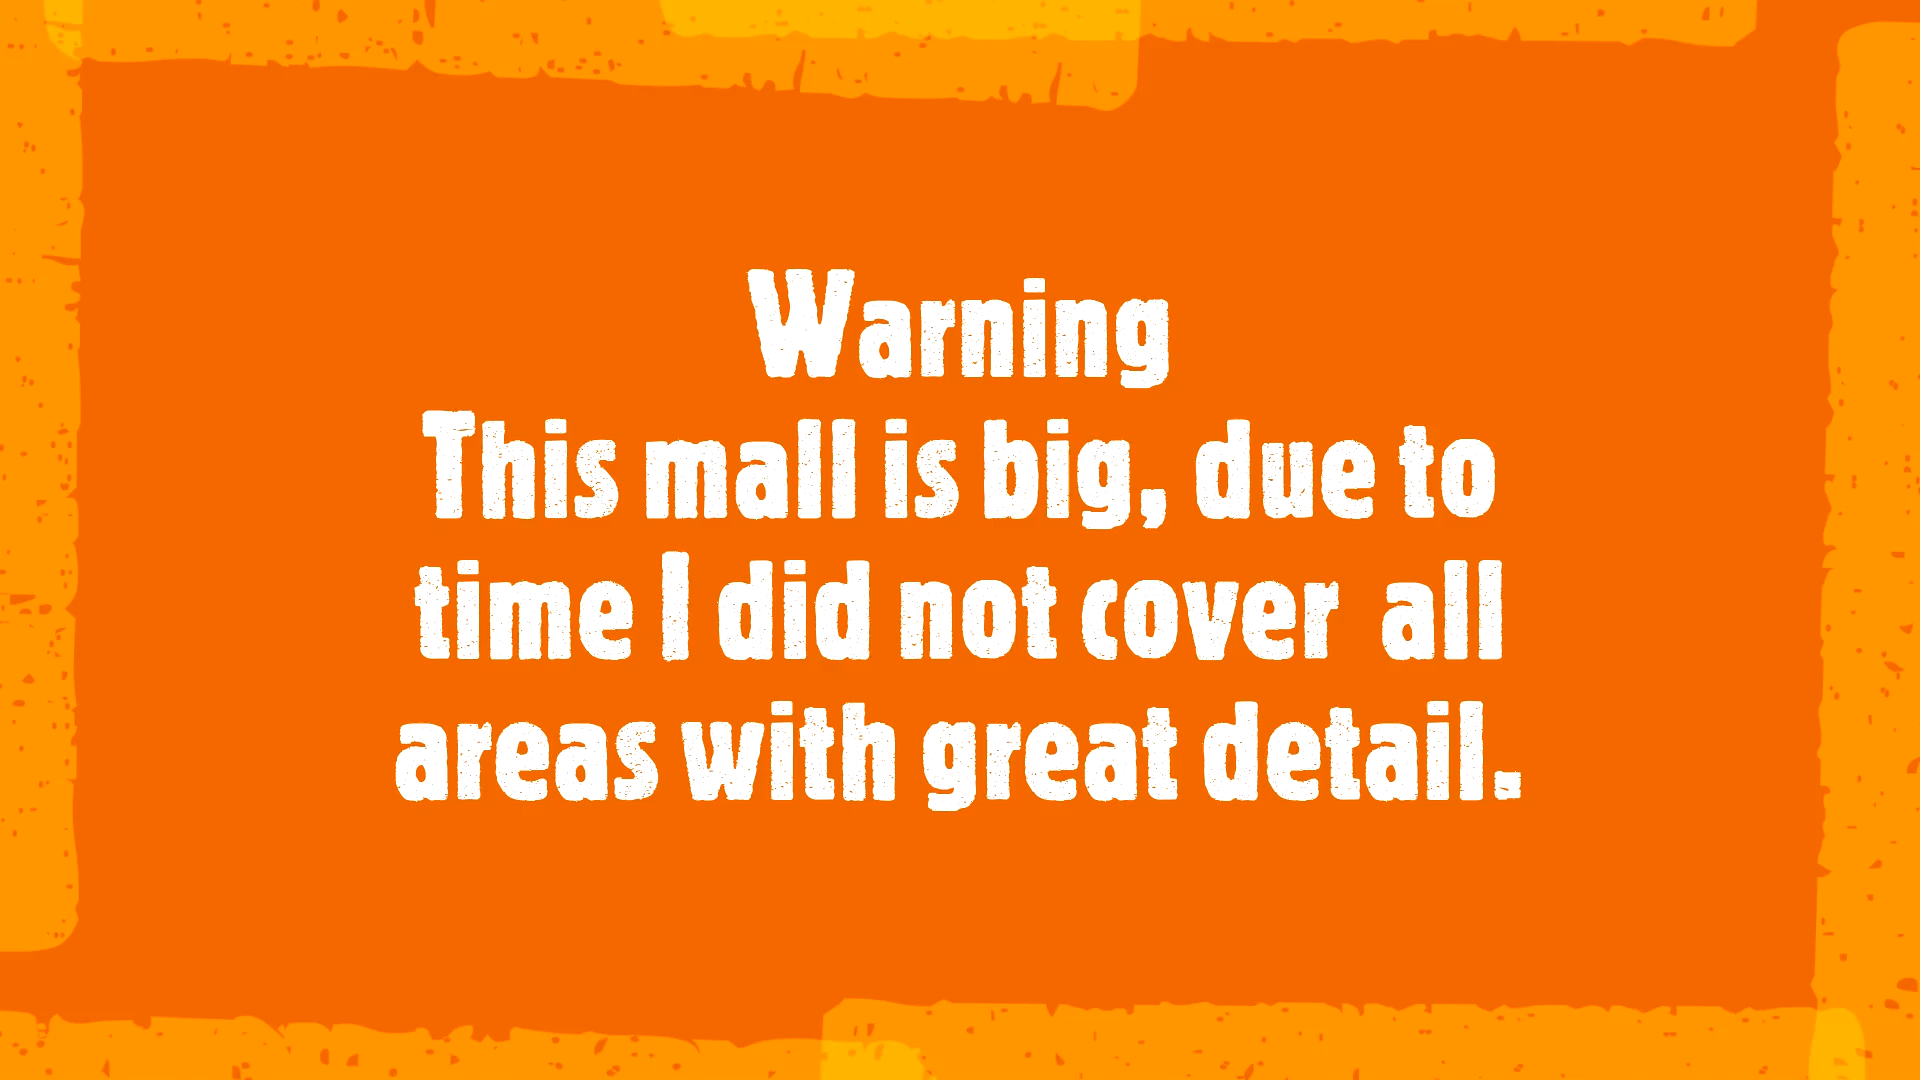 Warning
This mall is big, due to
time I did not cover  all
areas with great detail.